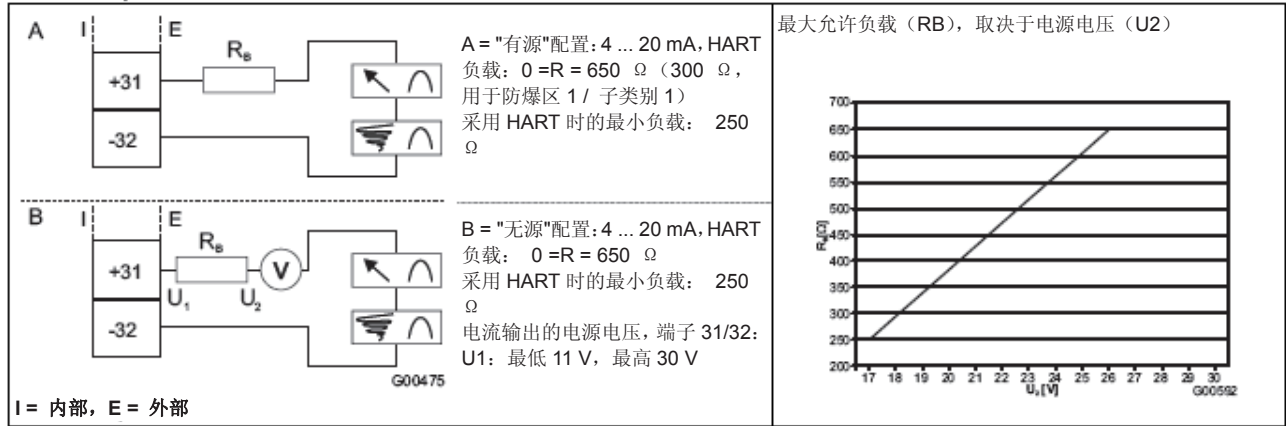 A
I
E
R_B
+31
-32
A = "有源"配置：4 ... 20 mA，HART
负载：0 =R = 650 Ω（300 Ω，
用于防爆区 1 / 子类别 1）
采用 HART 时的最小负载： 250
Ω
B
I
E
R_B
V
+31
U₁
U₂
-32
G00475
B = "无源"配置：4 ... 20 mA，HART
负载： 0 =R = 650 Ω
采用 HART 时的最小负载： 250
Ω
电流输出的电源电压，端子 31/32：
U1：最低 11 V，最高 30 V
I = 内部，E = 外部
最大允许负载（RB），取决于电源电压（U2）
700
650
600
550
500
450
400
350
300
250
200
R_B[Ω]
17 18 19 20 21 22 23 24 25 26 27 28 29 30
U₂[V]
G00592